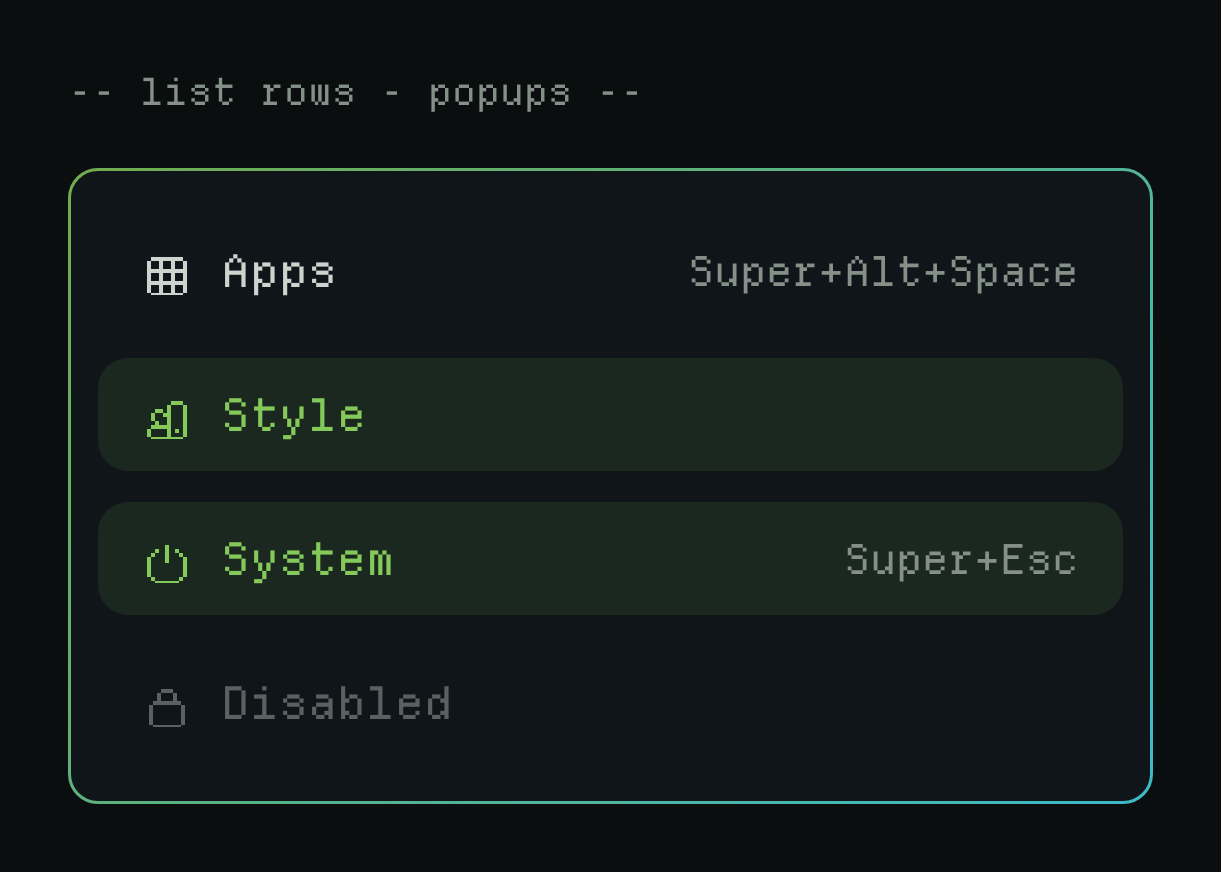 -- list rows - popups --
Apps Super+Alt+Space
Style
System Super+Esc
Disabled